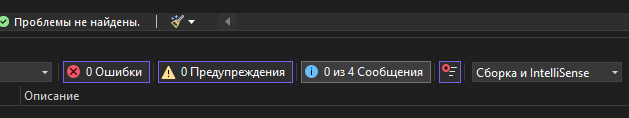 Проблемы не найдены.
0 Ошибки
0 Предупреждения
0 из 4 Сообщения
Сборка и IntelliSense
Описание